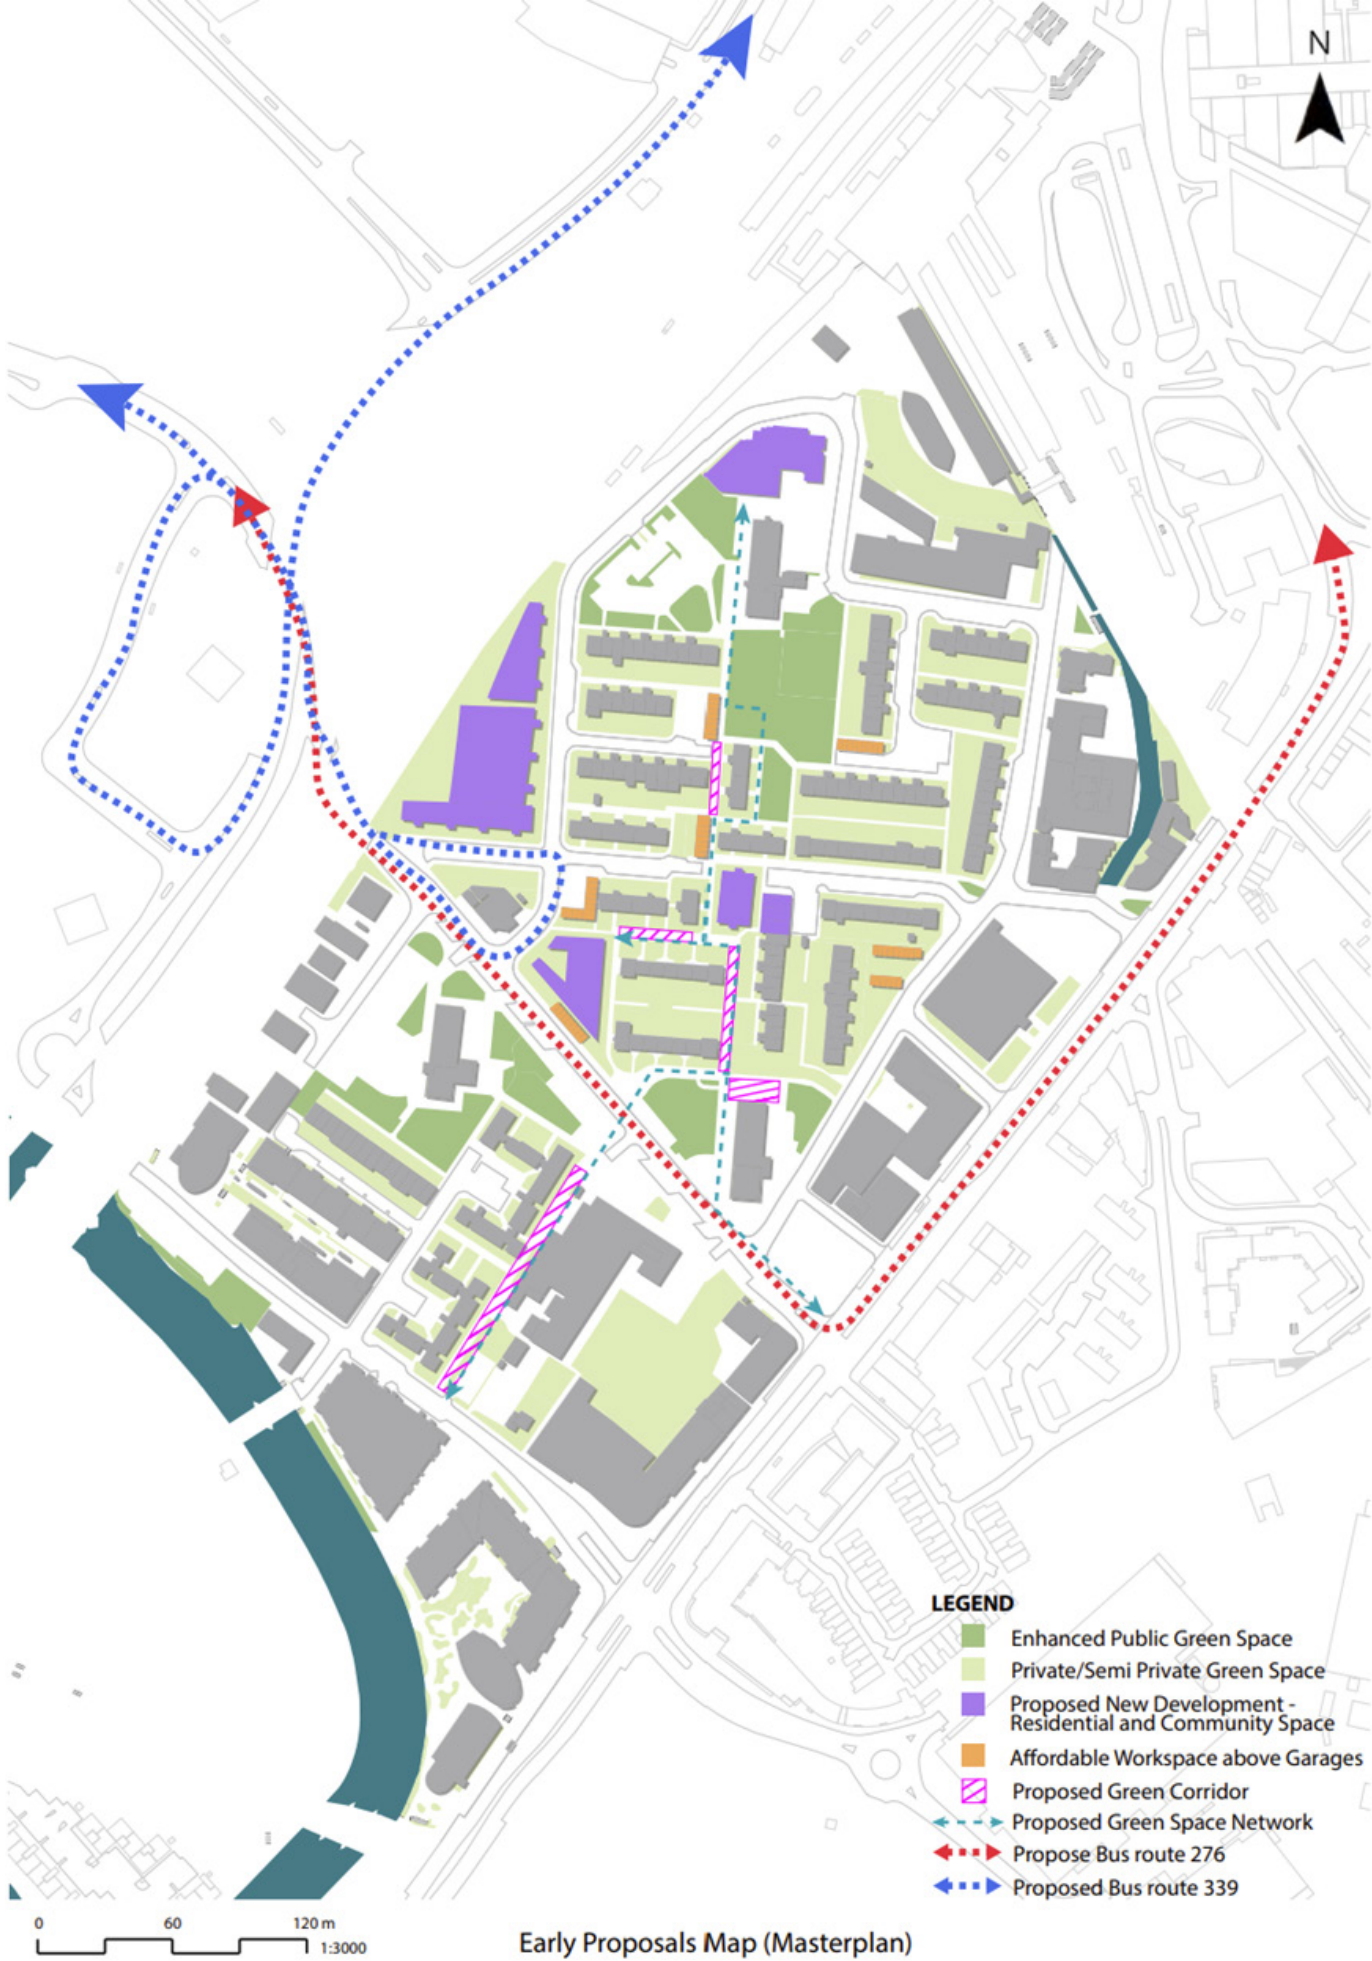 N
LEGEND
Enhanced Public Green Space
Private/Semi Private Green Space
Proposed New Development -
Residential and Community Space
Affordable Workspace above Garages
Proposed Green Corridor
Proposed Green Space Network
Propose Bus route 276
Proposed Bus route 339
0 60 120 m
1:3000
Early Proposals Map (Masterplan)